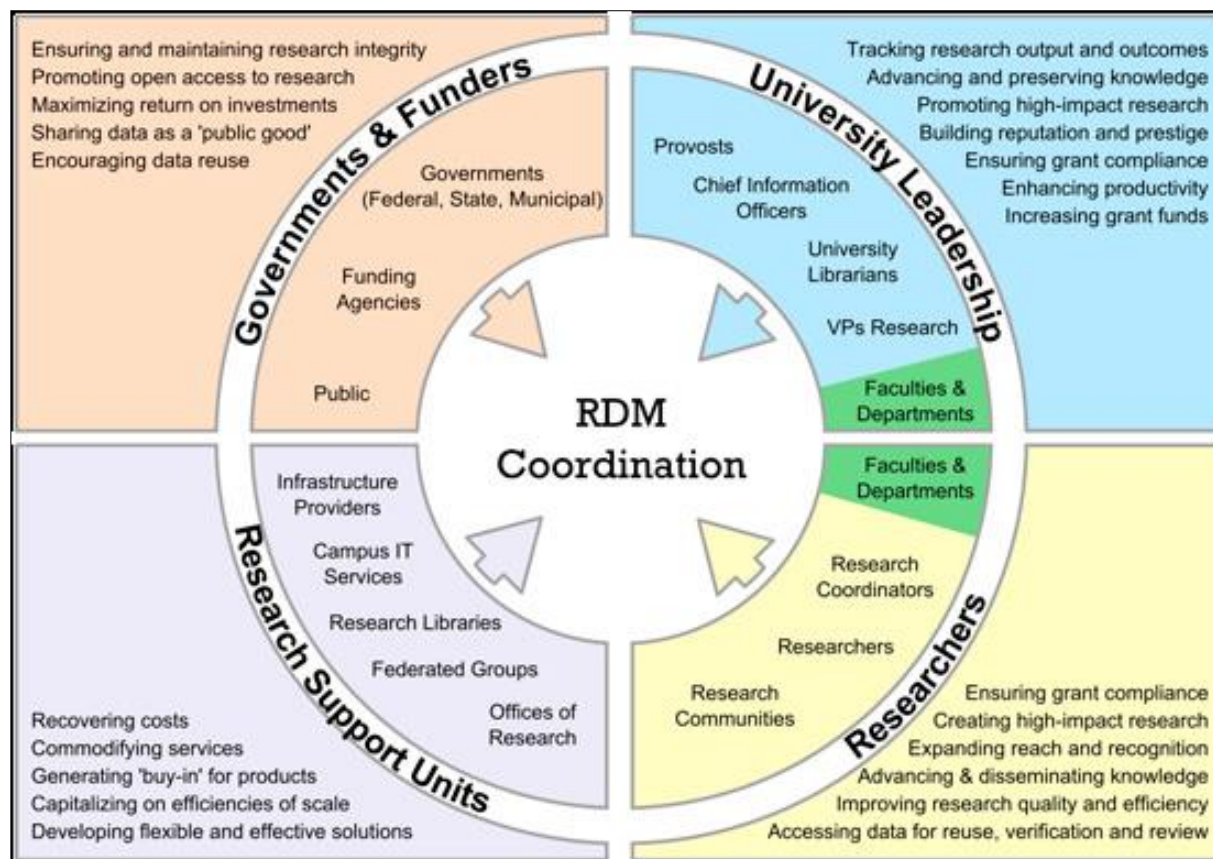 Ensuring and maintaining research integrity
Promoting open access to research
Maximizing return on investments
Sharing data as a 'public good'
Encouraging data reuse
Governments & Funders
Governments
(Federal, State, Municipal)
Funding
Agencies
Public
University Leadership
Tracking research output and outcomes
Advancing and preserving knowledge
Promoting high-impact research
Building reputation and prestige
Ensuring grant compliance
Enhancing productivity
Increasing grant funds
Provosts
Chief Information
Officers
University
Librarians
VPs Research
Faculties &
Departments
RDM
Coordination
Infrastructure
Providers
Campus IT
Services
Research Libraries
Federated Groups
Offices of
Research
Research Support Units
Recovering costs
Commodifying services
Generating 'buy-in' for products
Capitalizing on efficiencies of scale
Developing flexible and effective solutions
Faculties &
Departments
Research
Coordinators
Researchers
Research
Communities
Researchers
Ensuring grant compliance
Creating high-impact research
Expanding reach and recognition
Advancing & disseminating knowledge
Improving research quality and efficiency
Accessing data for reuse, verification and review